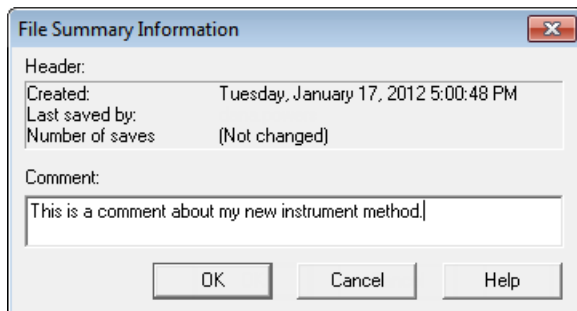 File Summary Information
Header:
Created: Tuesday, January 17, 2012 5:00:48 PM
Last saved by:
Number of saves (Not changed)
Comment:
This is a comment about my new instrument method.
OK Cancel Help